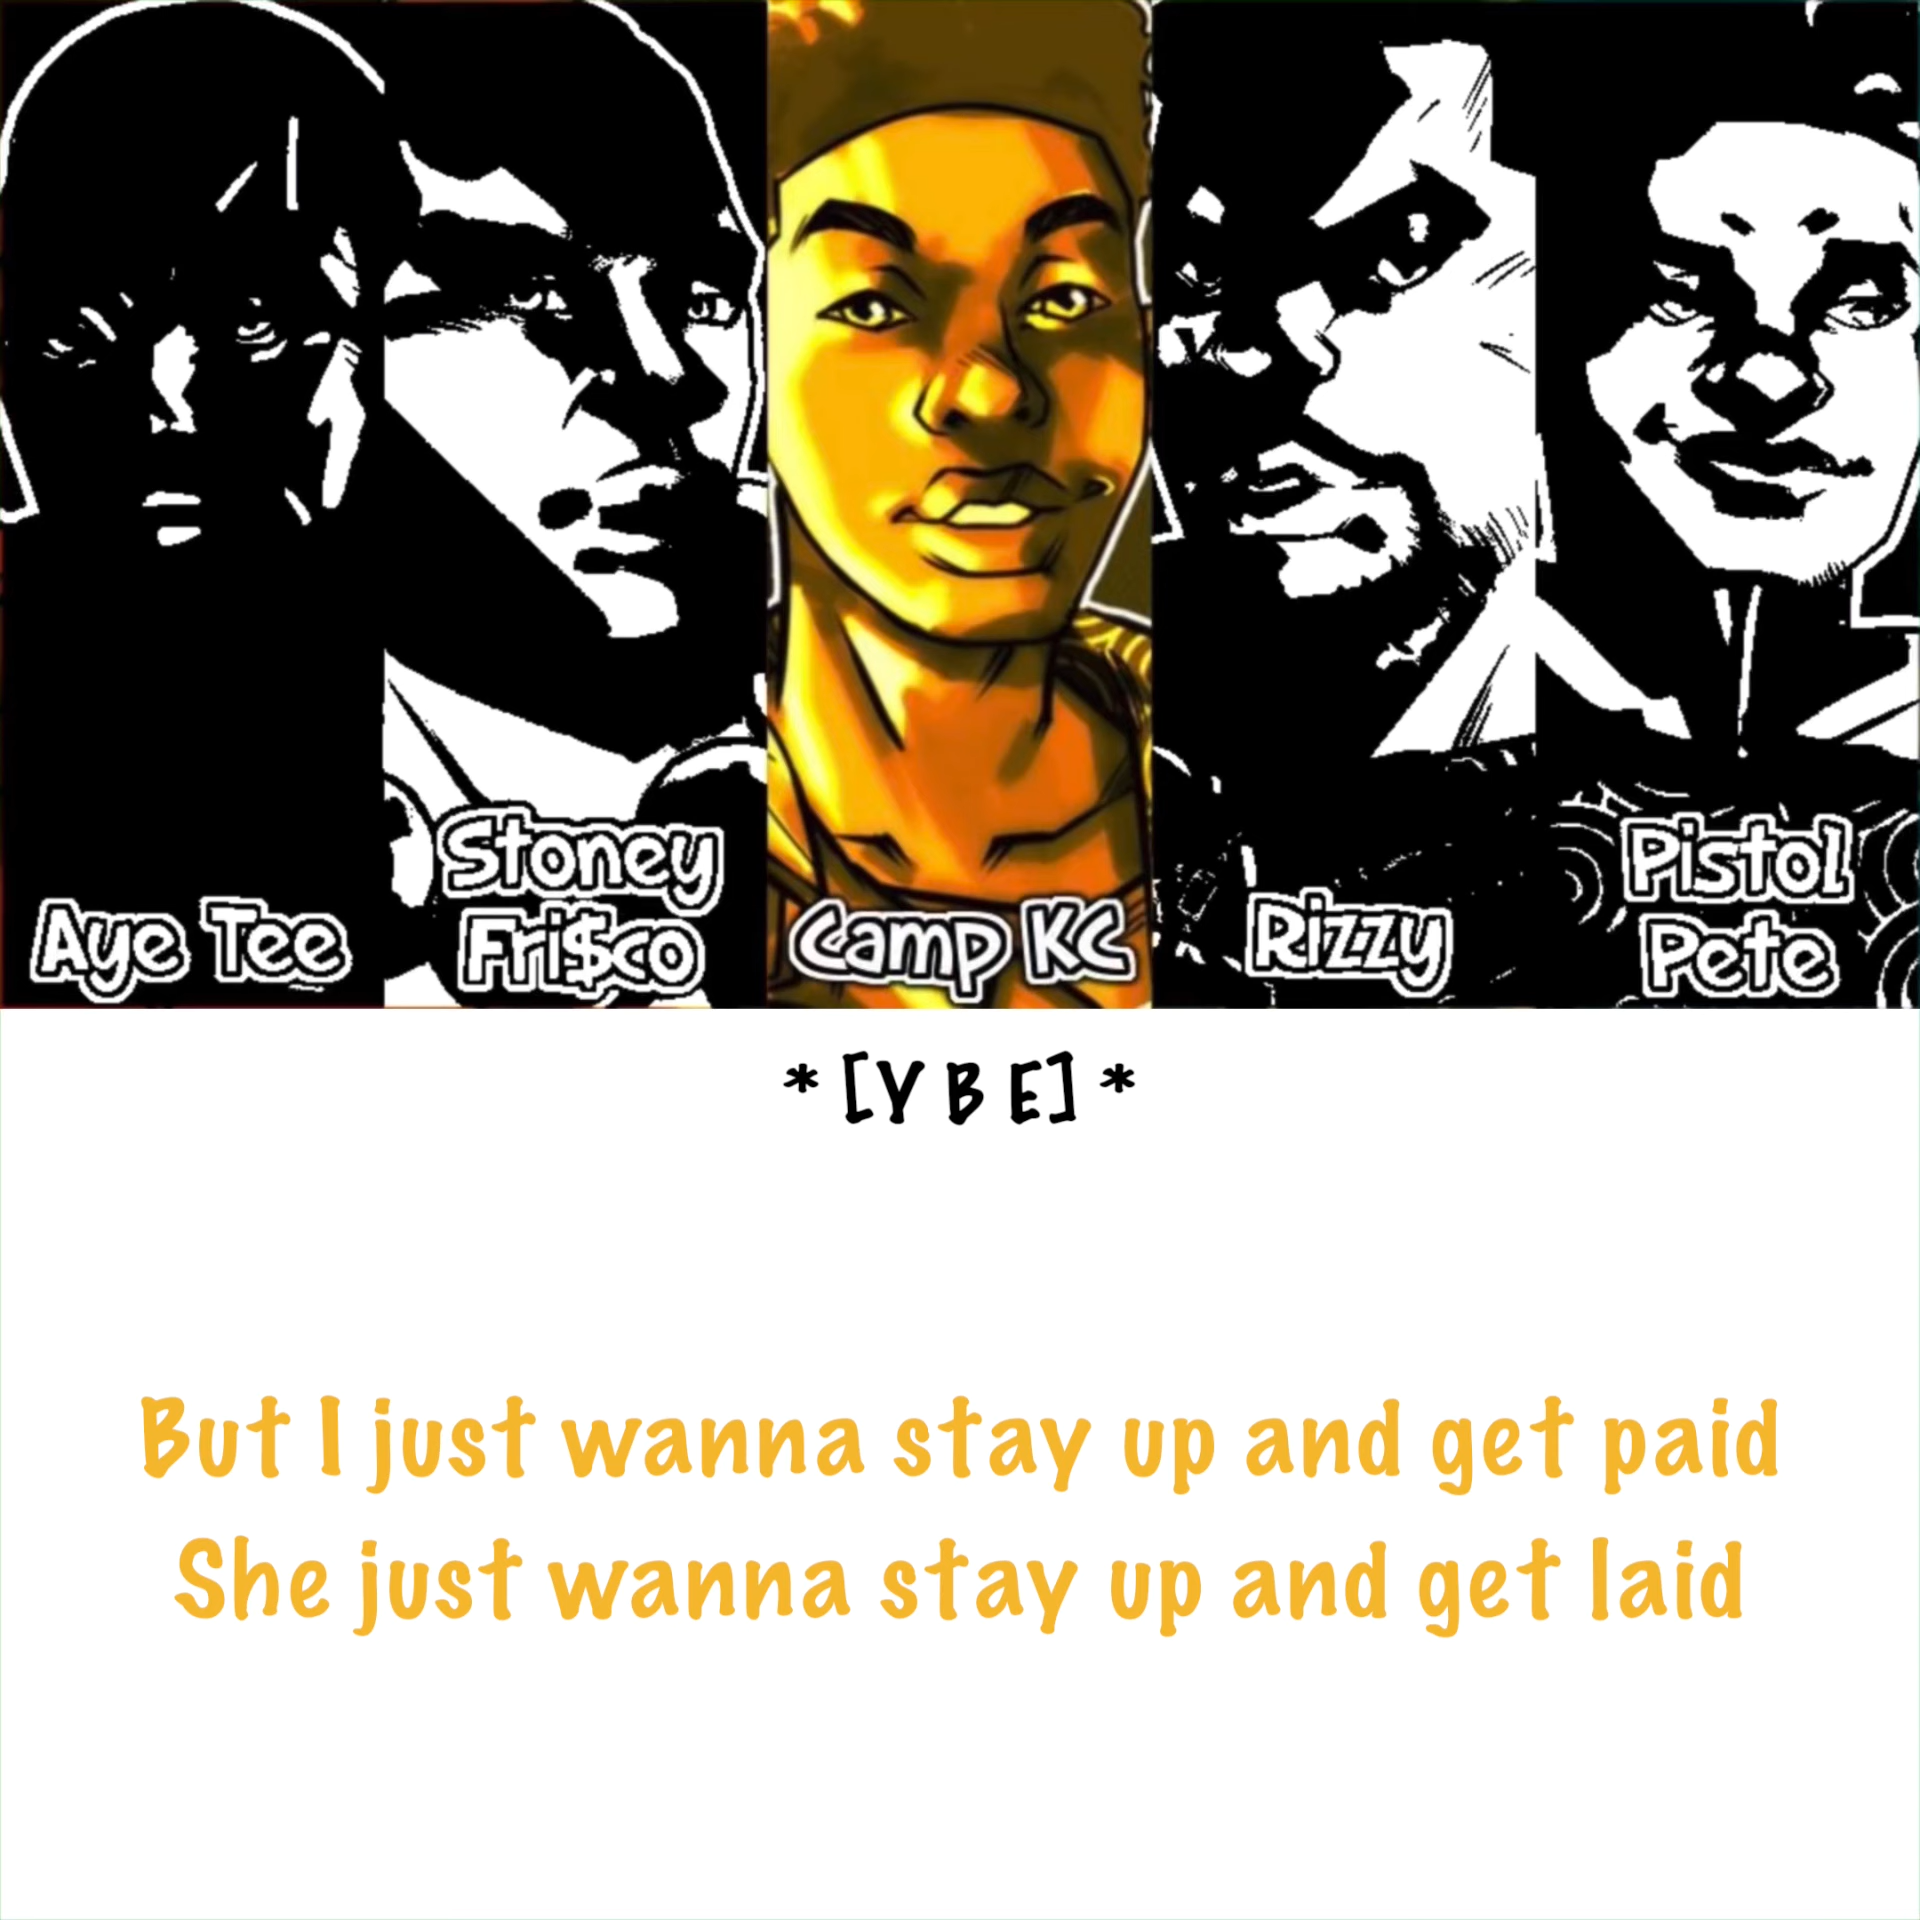 Aye Tee
Stoney
Fri$co
Camp KC
Rizzy
Pistol
Pete
*[Y B E]*
But I just wanna stay up and get paid
She just wanna stay up and get laid